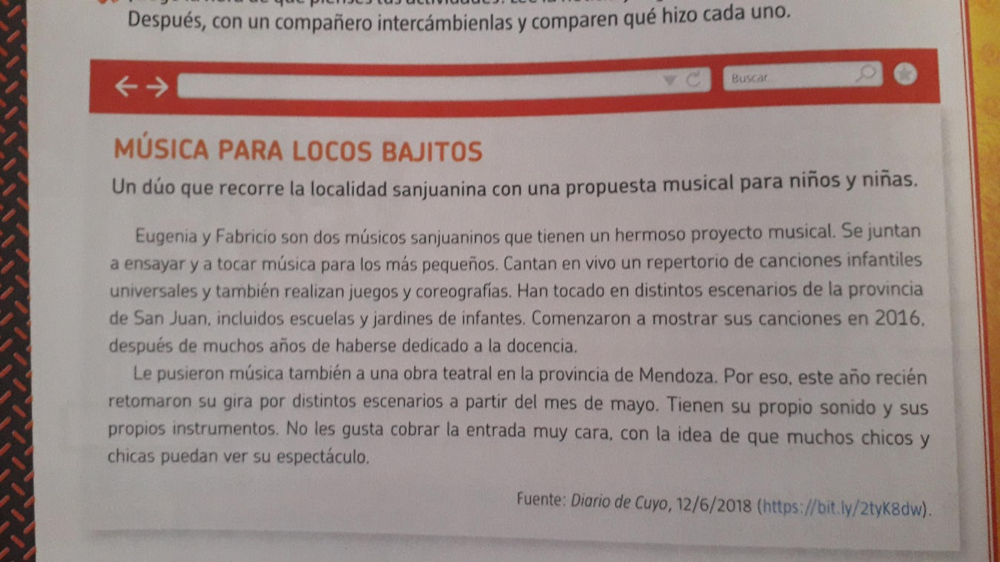 Después, con un compañero intercámbienlas y comparen qué hizo cada uno.
Buscar...
MÚSICA PARA LOCOS BAJITOS
Un dúo que recorre la localidad sanjuanina con una propuesta musical para niños y niñas.
Eugenia y Fabricio son dos músicos sanjuaninos que tienen un hermoso proyecto musical. Se juntan
a ensayar y a tocar música para los más pequeños. Cantan en vivo un repertorio de canciones infantiles
universales y también realizan juegos y coreografías. Han tocado en distintos escenarios de la provincia
de San Juan, incluidos escuelas y jardines de infantes. Comenzaron a mostrar sus canciones en 2016,
después de muchos años de haberse dedicado a la docencia.
Le pusieron música también a una obra teatral en la provincia de Mendoza. Por eso, este año recién
retomaron su gira por distintos escenarios a partir del mes de mayo. Tienen su propio sonido y sus
propios instrumentos. No les gusta cobrar la entrada muy cara, con la idea de que muchos chicos y
chicas puedan ver su espectáculo.
Fuente: Diario de Cuyo, 12/6/2018 (https://bit.ly/2tyK8dw).